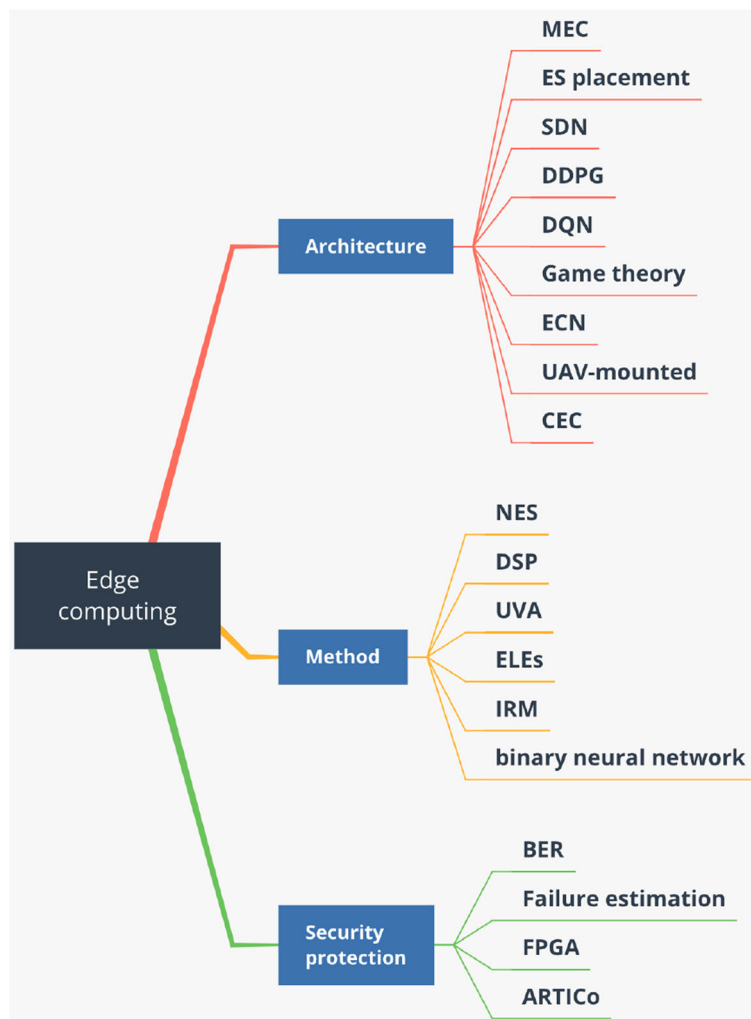 Edge
computing
Architecture
MEC
ES placement
SDN
DDPG
DQN
Game theory
ECN
UAV-mounted
CEC
Method
NES
DSP
UVA
ELEs
IRM
binary neural network
Security
protection
BER
Failure estimation
FPGA
ARTICo